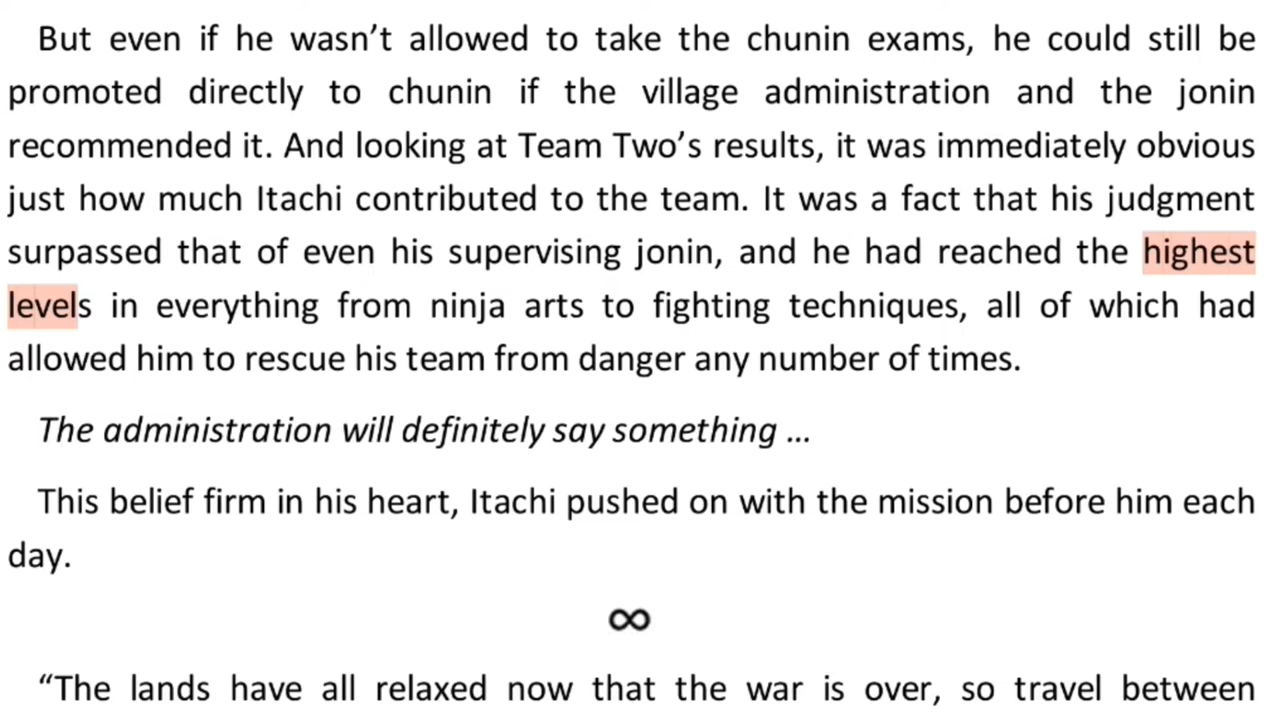 But even if he wasn’t allowed to take the chunin exams, he could still be
promoted directly to chunin if the village administration and the jonin
recommended it. And looking at Team Two’s results, it was immediately obvious
just how much Itachi contributed to the team. It was a fact that his judgment
surpassed that of even his supervising jonin, and he had reached the highest
levels in everything from ninja arts to fighting techniques, all of which had
allowed him to rescue his team from danger any number of times.
The administration will definitely say something ...
This belief firm in his heart, Itachi pushed on with the mission before him each
day.
∞
“The lands have all relaxed now that the war is over, so travel between